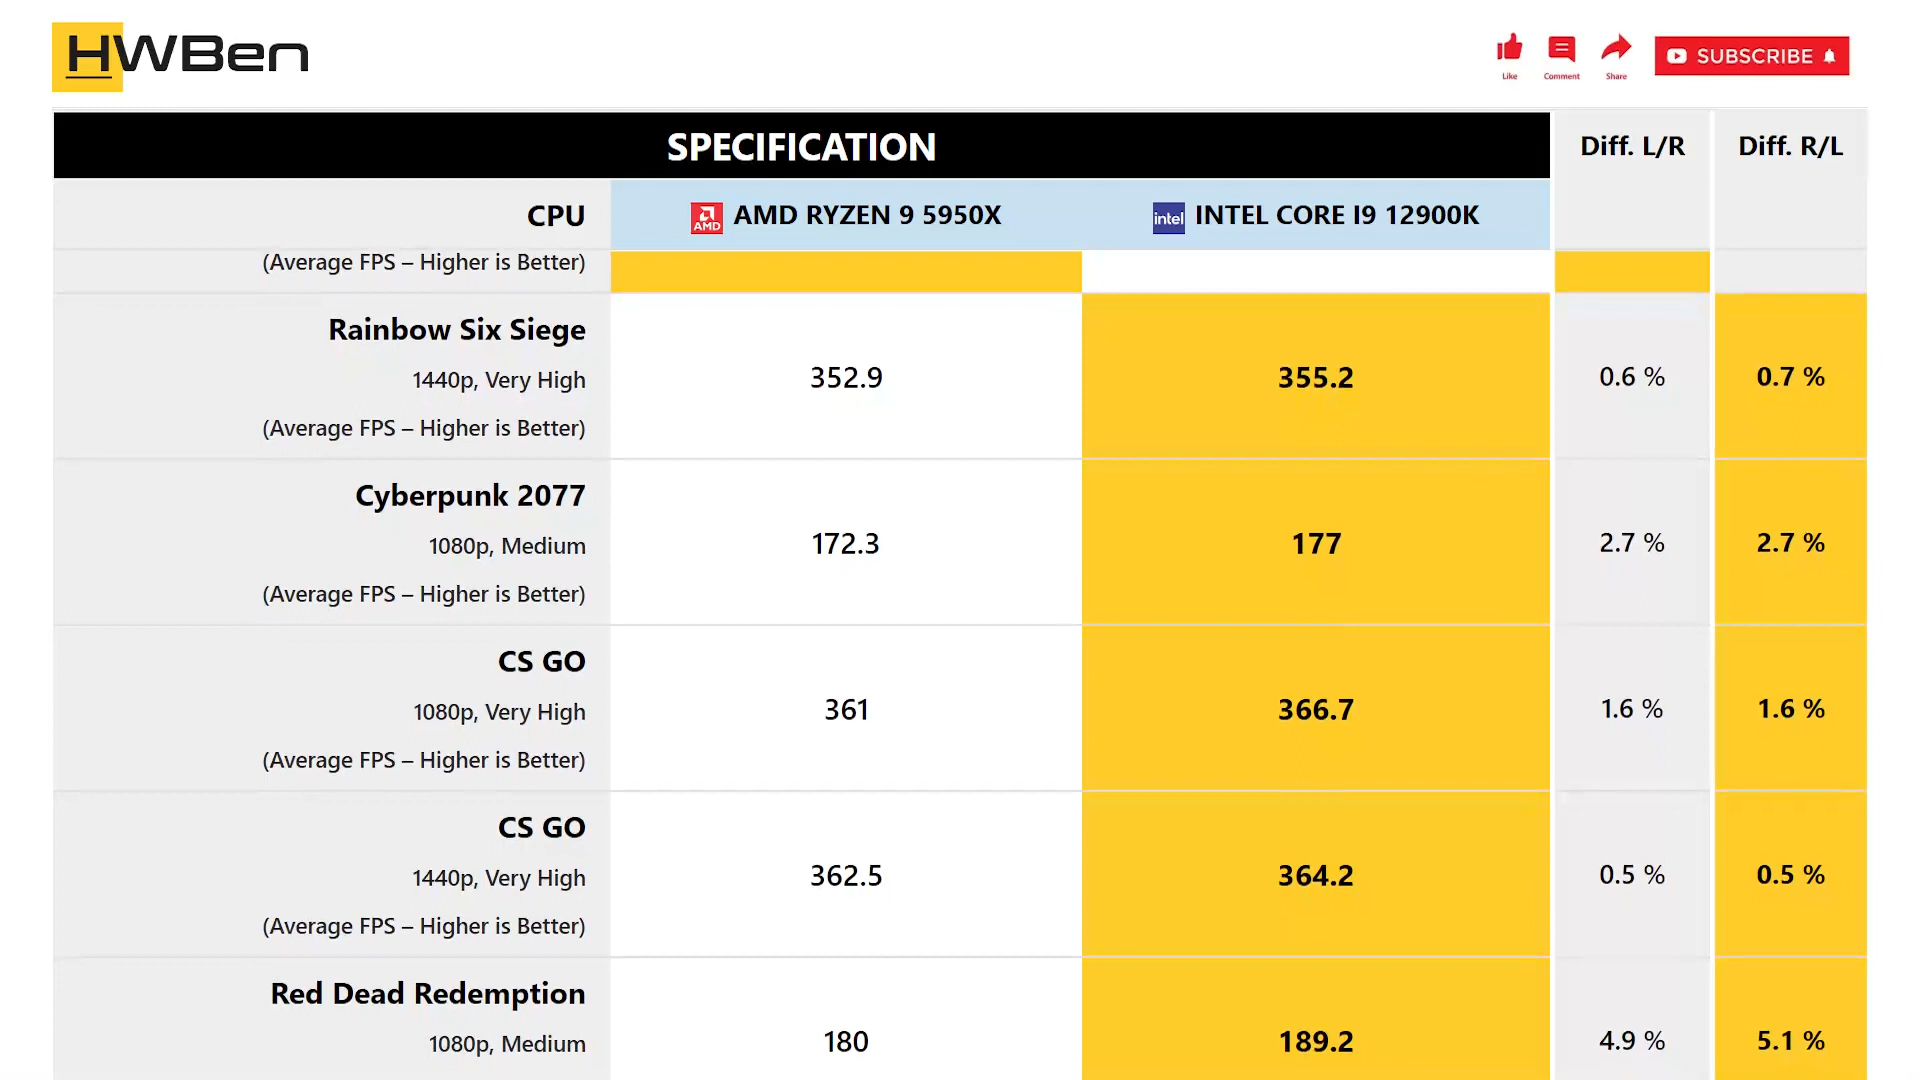 HWBen
Like
Comment
Share
SUBSCRIBE
SPECIFICATION
Diff. L/R
Diff. R/L
CPU
AMD
AMD RYZEN 9 5950X
intel
INTEL CORE I9 12900K
(Average FPS – Higher is Better)
Rainbow Six Siege
1440p, Very High
(Average FPS – Higher is Better)
352.9
355.2
0.6 %
0.7 %
Cyberpunk 2077
1080p, Medium
(Average FPS – Higher is Better)
172.3
177
2.7 %
2.7 %
CS GO
1080p, Very High
(Average FPS – Higher is Better)
361
366.7
1.6 %
1.6 %
CS GO
1440p, Very High
(Average FPS – Higher is Better)
362.5
364.2
0.5 %
0.5 %
Red Dead Redemption
1080p, Medium
180
189.2
4.9 %
5.1 %